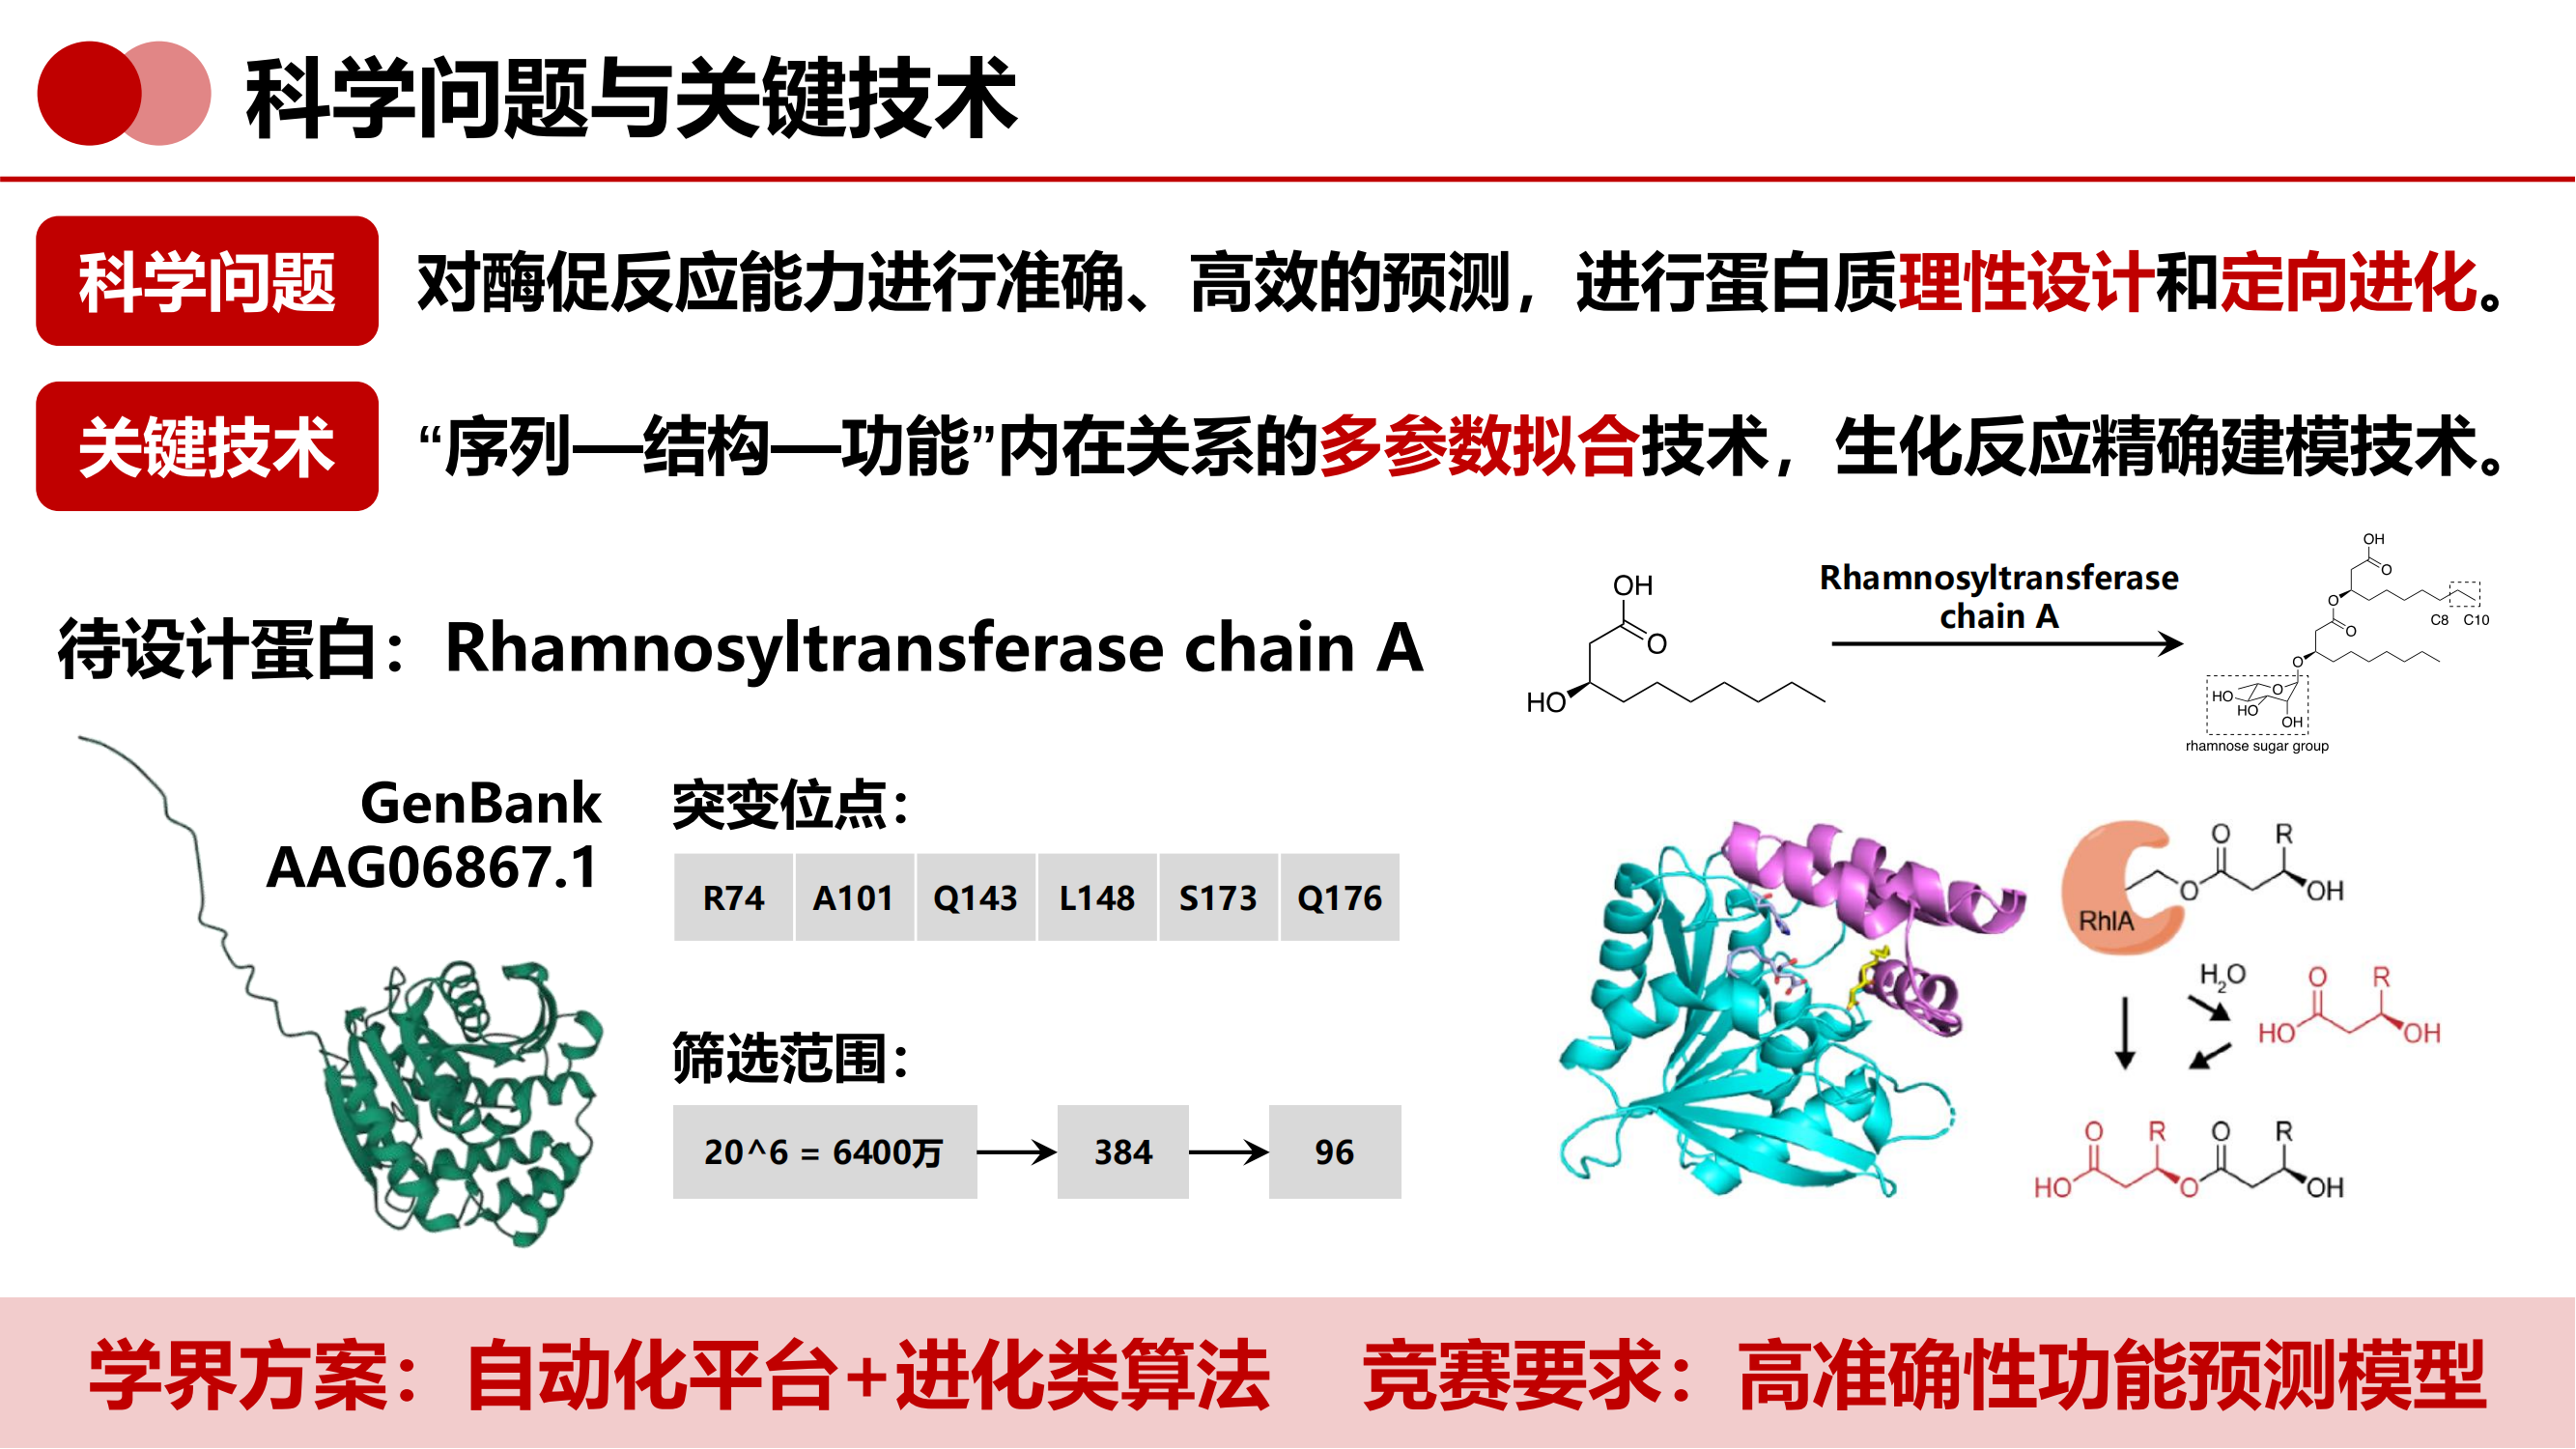 科学问题与关键技术
科学问题
对酶促反应能力进行准确、高效的预测，进行蛋白质理性设计和定向进化。
关键技术
“序列—结构—功能”内在关系的多参数拟合技术，生化反应精确建模技术。
待设计蛋白：Rhamnosyltransferase chain A
OH
O
HO
Rhamnosyltransferase
chain A
OH
O
O
C8 C10
O
O
HO
O
HO
OH
rhamnose sugar group
GenBank
AAG06867.1
突变位点：
R74 A101 Q143 L148 S173 Q176
筛选范围：
20^6 = 6400万
384
96
O R
O OH
RhlA
H2O
O R
HO OH
O R O R
HO O OH
学界方案：自动化平台+进化类算法
竞赛要求：高准确性功能预测模型